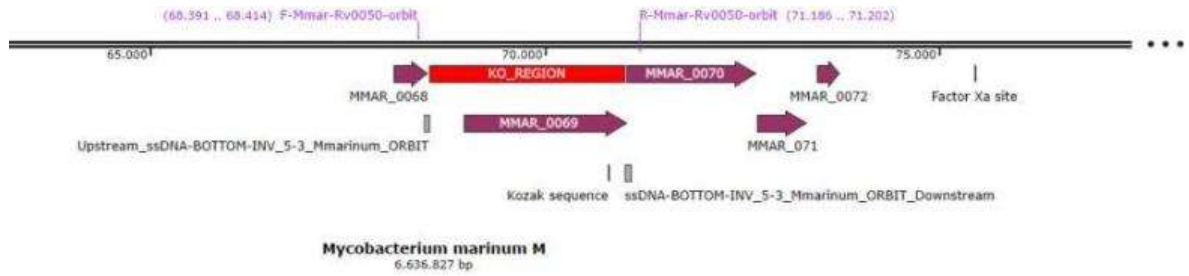 (68.391 .. 68.414) F-Mmar-Rv0050-orbit R-Mmar-Rv0050-orbit (71.186 .. 71.202)
65.000 70.000 75.000
KO_REGION MMAR_0070
MMAR_0068 MMAR_0072 Factor Xa site
MMAR_0069
Upstream_ssDNA-BOTTOM-INV_5-3_Mmarinum_ORBIT MMAR_071
Kozak sequence ssDNA-BOTTOM-INV_5-3_Mmarinum_ORBIT_Downstream
Mycobacterium marinum M
6.636.827 bp